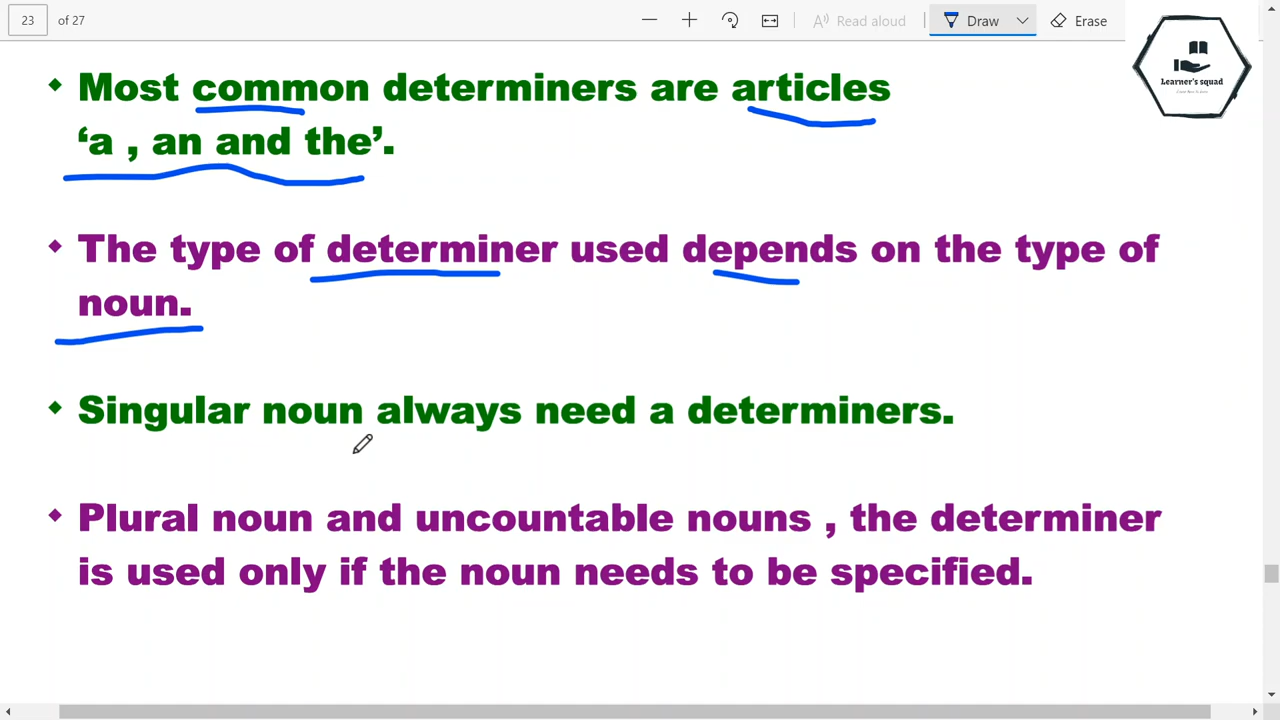 23 of 27 Read aloud Draw Erase
Learner's squad
• Most common determiners are articles
‘a , an and the’.
• The type of determiner used depends on the type of
noun.
• Singular noun always need a determiners.
• Plural noun and uncountable nouns , the determiner
is used only if the noun needs to be specified.